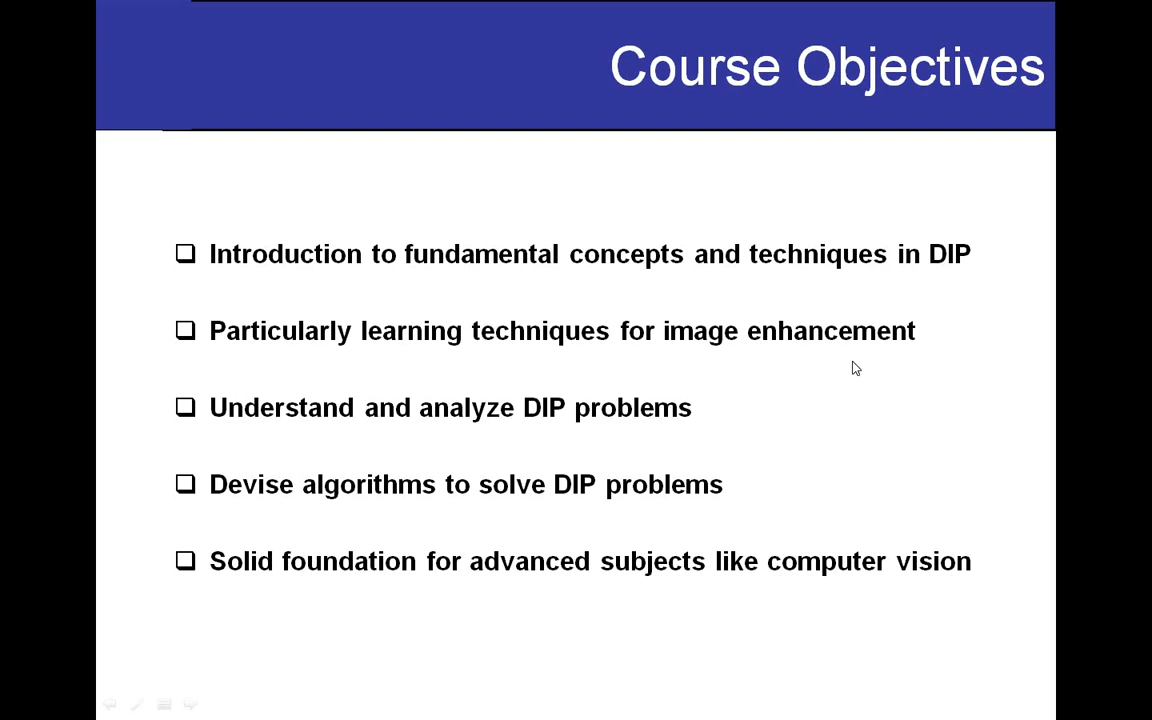 Course Objectives
Introduction to fundamental concepts and techniques in DIP
Particularly learning techniques for image enhancement
Understand and analyze DIP problems
Devise algorithms to solve DIP problems
Solid foundation for advanced subjects like computer vision